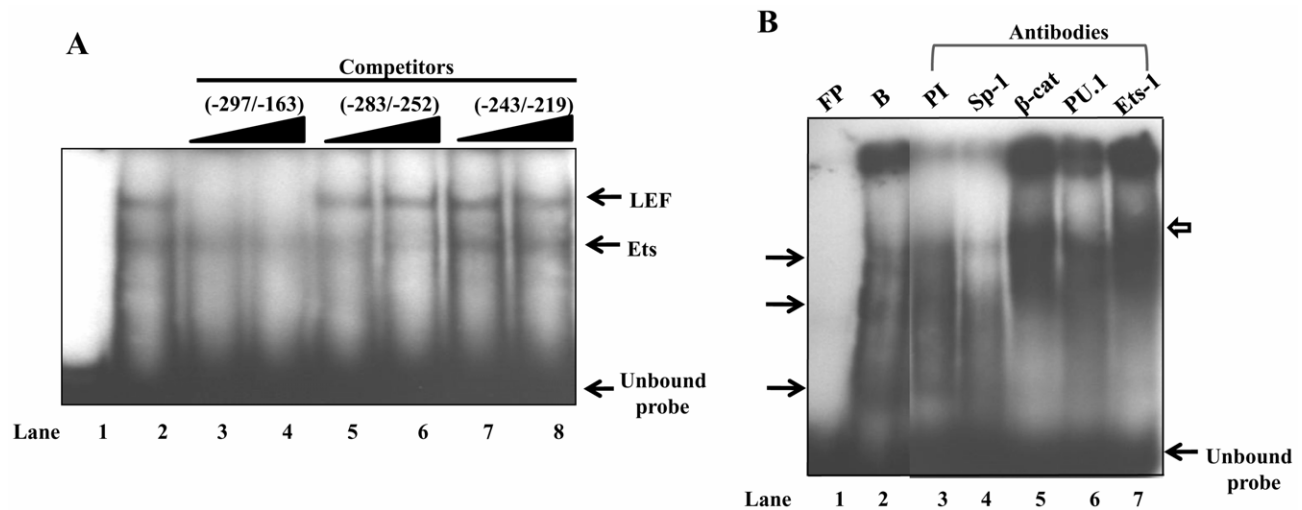 A
Competitors
(-297/-163) (-283/-252) (-243/-219)
LEF
Ets
Unbound
probe
Lane 1 2 3 4 5 6 7 8
B
Antibodies
FP B PI Sp-1 β-cat PU.1 Ets-1
Unbound
probe
Lane 1 2 3 4 5 6 7